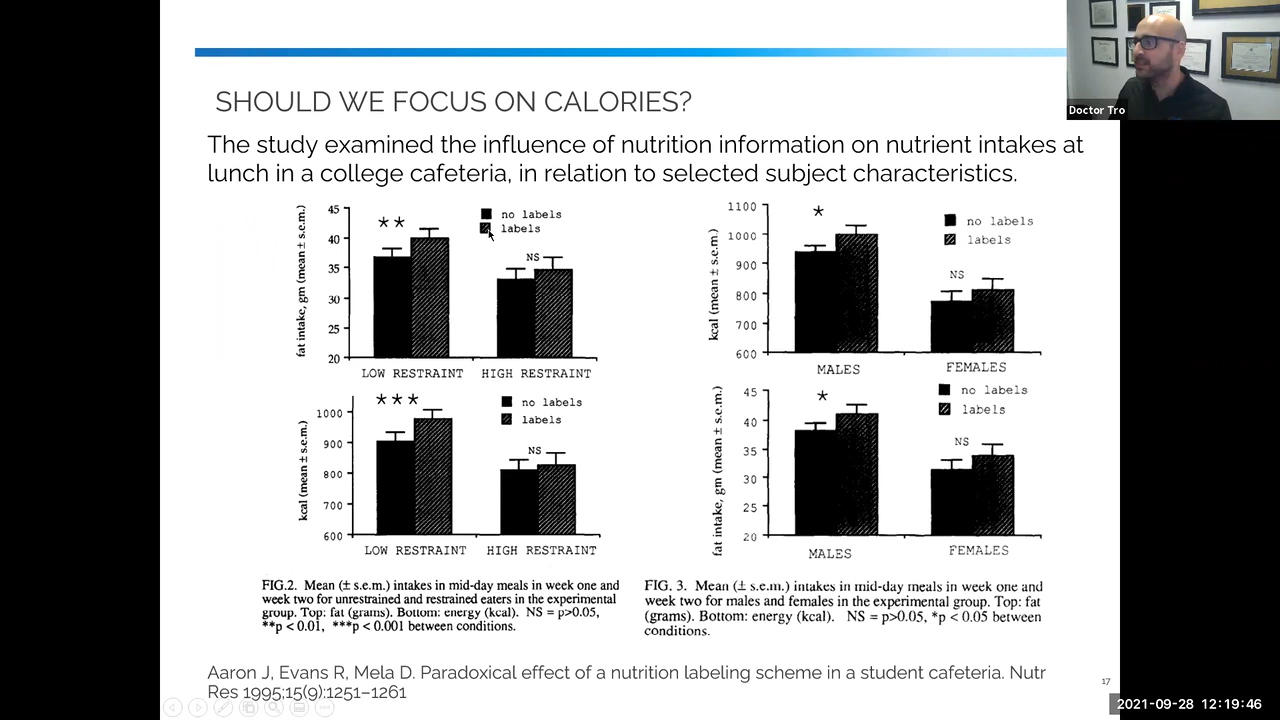 SHOULD WE FOCUS ON CALORIES?
Doctor Tro
The study examined the influence of nutrition information on nutrient intakes at
lunch in a college cafeteria, in relation to selected subject characteristics.
fat intake, gm (mean ± s.e.m.)
45
40
35
30
25
20
**
NS
no labels
labels
LOW RESTRAINT
HIGH RESTRAINT
kcal (mean ± s.e.m.)
1100
1000
900
800
700
600
*
NS
no labels
labels
MALES
FEMALES
kcal (mean ± s.e.m.)
1000
900
800
700
600
***
NS
no labels
labels
LOW RESTRAINT
HIGH RESTRAINT
fat intake, gm (mean ± s.e.m.)
45
40
35
30
25
20
*
NS
no labels
labels
MALES
FEMALES
FIG.2. Mean (± s.e.m.) intakes in mid-day meals in week one and
week two for unrestrained and restrained eaters in the experimental
group. Top: fat (grams). Bottom: energy (kcal). NS = p>0.05,
**p < 0.01, ***p < 0.001 between conditions.
FIG. 3. Mean (± s.e.m.) intakes in mid-day meals in week one and
week two for males and females in the experimental group. Top: fat
(grams). Bottom: energy (kcal). NS = p>0.05, *p < 0.05 between
conditions.
Aaron J, Evans R, Mela D. Paradoxical effect of a nutrition labeling scheme in a student cafeteria. Nutr
Res 1995;15(9):1251–1261
17
2021-09-28 12:19:46